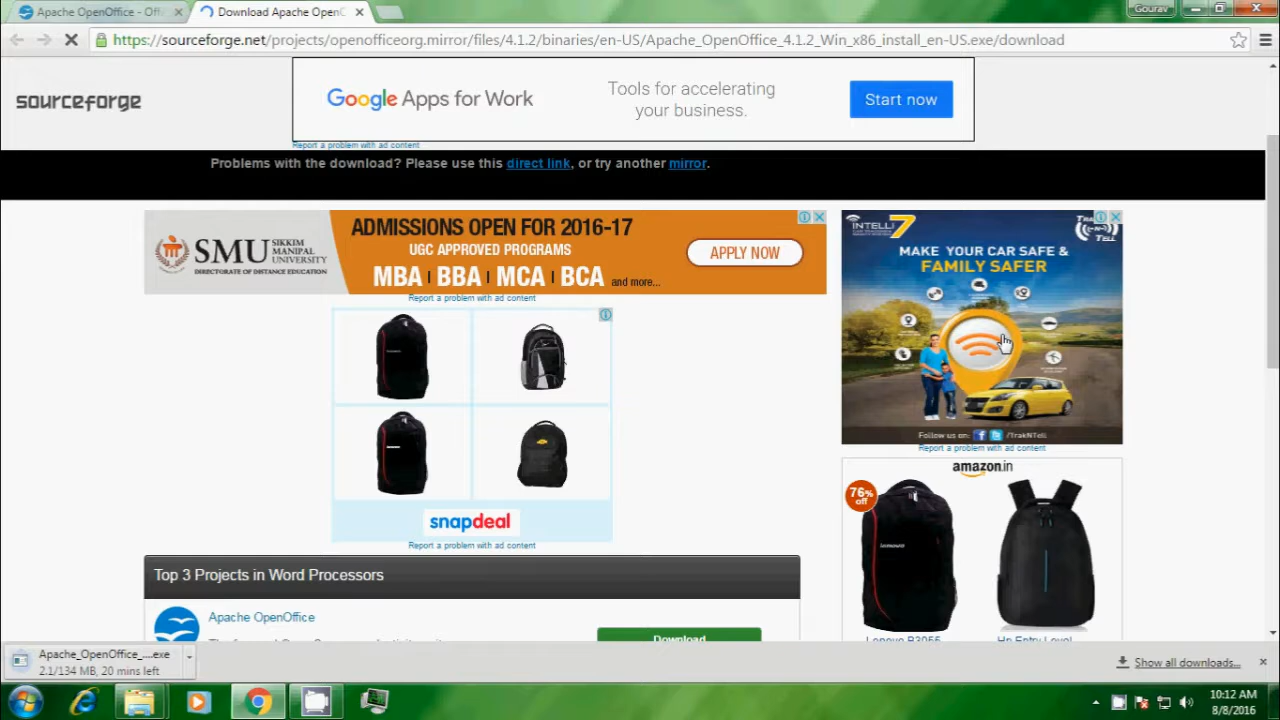 Apache OpenOffice - Offi
Download Apache OpenO
Gourav
https://sourceforge.net/projects/openofficeorg.mirror/files/4.1.2/binaries/en-US/Apache_OpenOffice_4.1.2_Win_x86_install_en-US.exe/download
sourceforge
Google Apps for Work
Tools for accelerating
your business.
Start now
Report a problem with ad content
Problems with the download? Please use this direct link, or try another mirror.
SMU SIKKIM MANIPAL UNIVERSITY
DIRECTORATE OF DISTANCE EDUCATION
ADMISSIONS OPEN FOR 2016-17
UGC APPROVED PROGRAMS
MBA | BBA | MCA | BCA and more...
APPLY NOW
Report a problem with ad content
INTELLI 7
MAKE YOUR CAR SAFE &
FAMILY SAFER
Follow us on: /TrakNTell
Report a problem with ad content
snapdeal
Report a problem with ad content
amazon.in
76% off
lenovo
Top 3 Projects in Word Processors
Apache OpenOffice
Download
Apache_OpenOffice_....exe
2.1/134 MB, 20 mins left
Show all downloads...
10:12 AM
8/8/2016